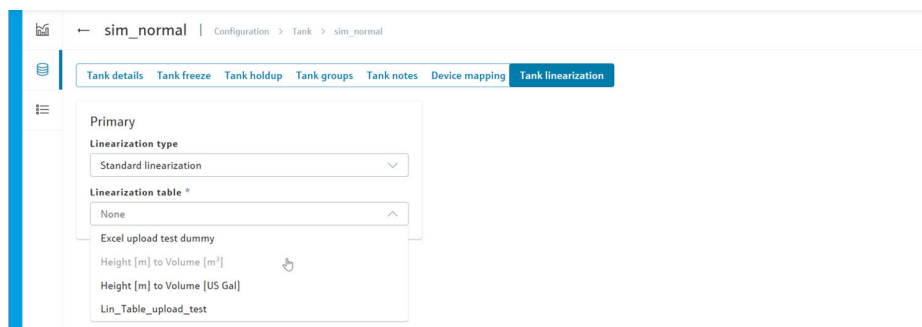 ← sim_normal | Configuration > Tank > sim_normal
Tank details Tank freeze Tank holdup Tank groups Tank notes Device mapping Tank linearization
Primary
Linearization type
Standard linearization
Linearization table *
None
Excel upload test dummy
Height [m] to Volume [m³]
Height [m] to Volume [US Gal]
Lin_Table_upload_test